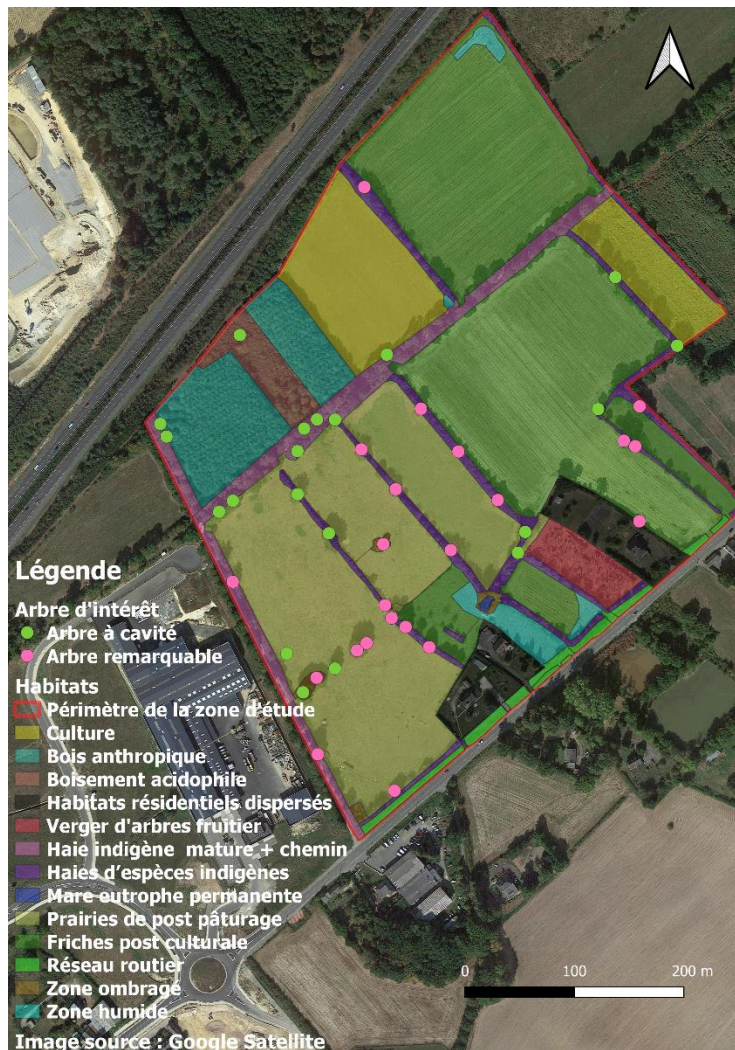 Légende
Arbre d'intérêt
Arbre à cavité
Arbre remarquable
Habitats
Périmètre de la zone d'étude
Culture
Bois anthropique
Boisement acidophile
Habitats résidentiels dispersés
Verger d'arbres fruitier
Haie indigène mature + chemin
Haies d'espèces indigènes
Mare eutrophe permanente
Prairies de post pâturage
Friches post culturale
Réseau routier
Zone ombragé
Zone humide
Image source : Google Satellite
0 100 200 m